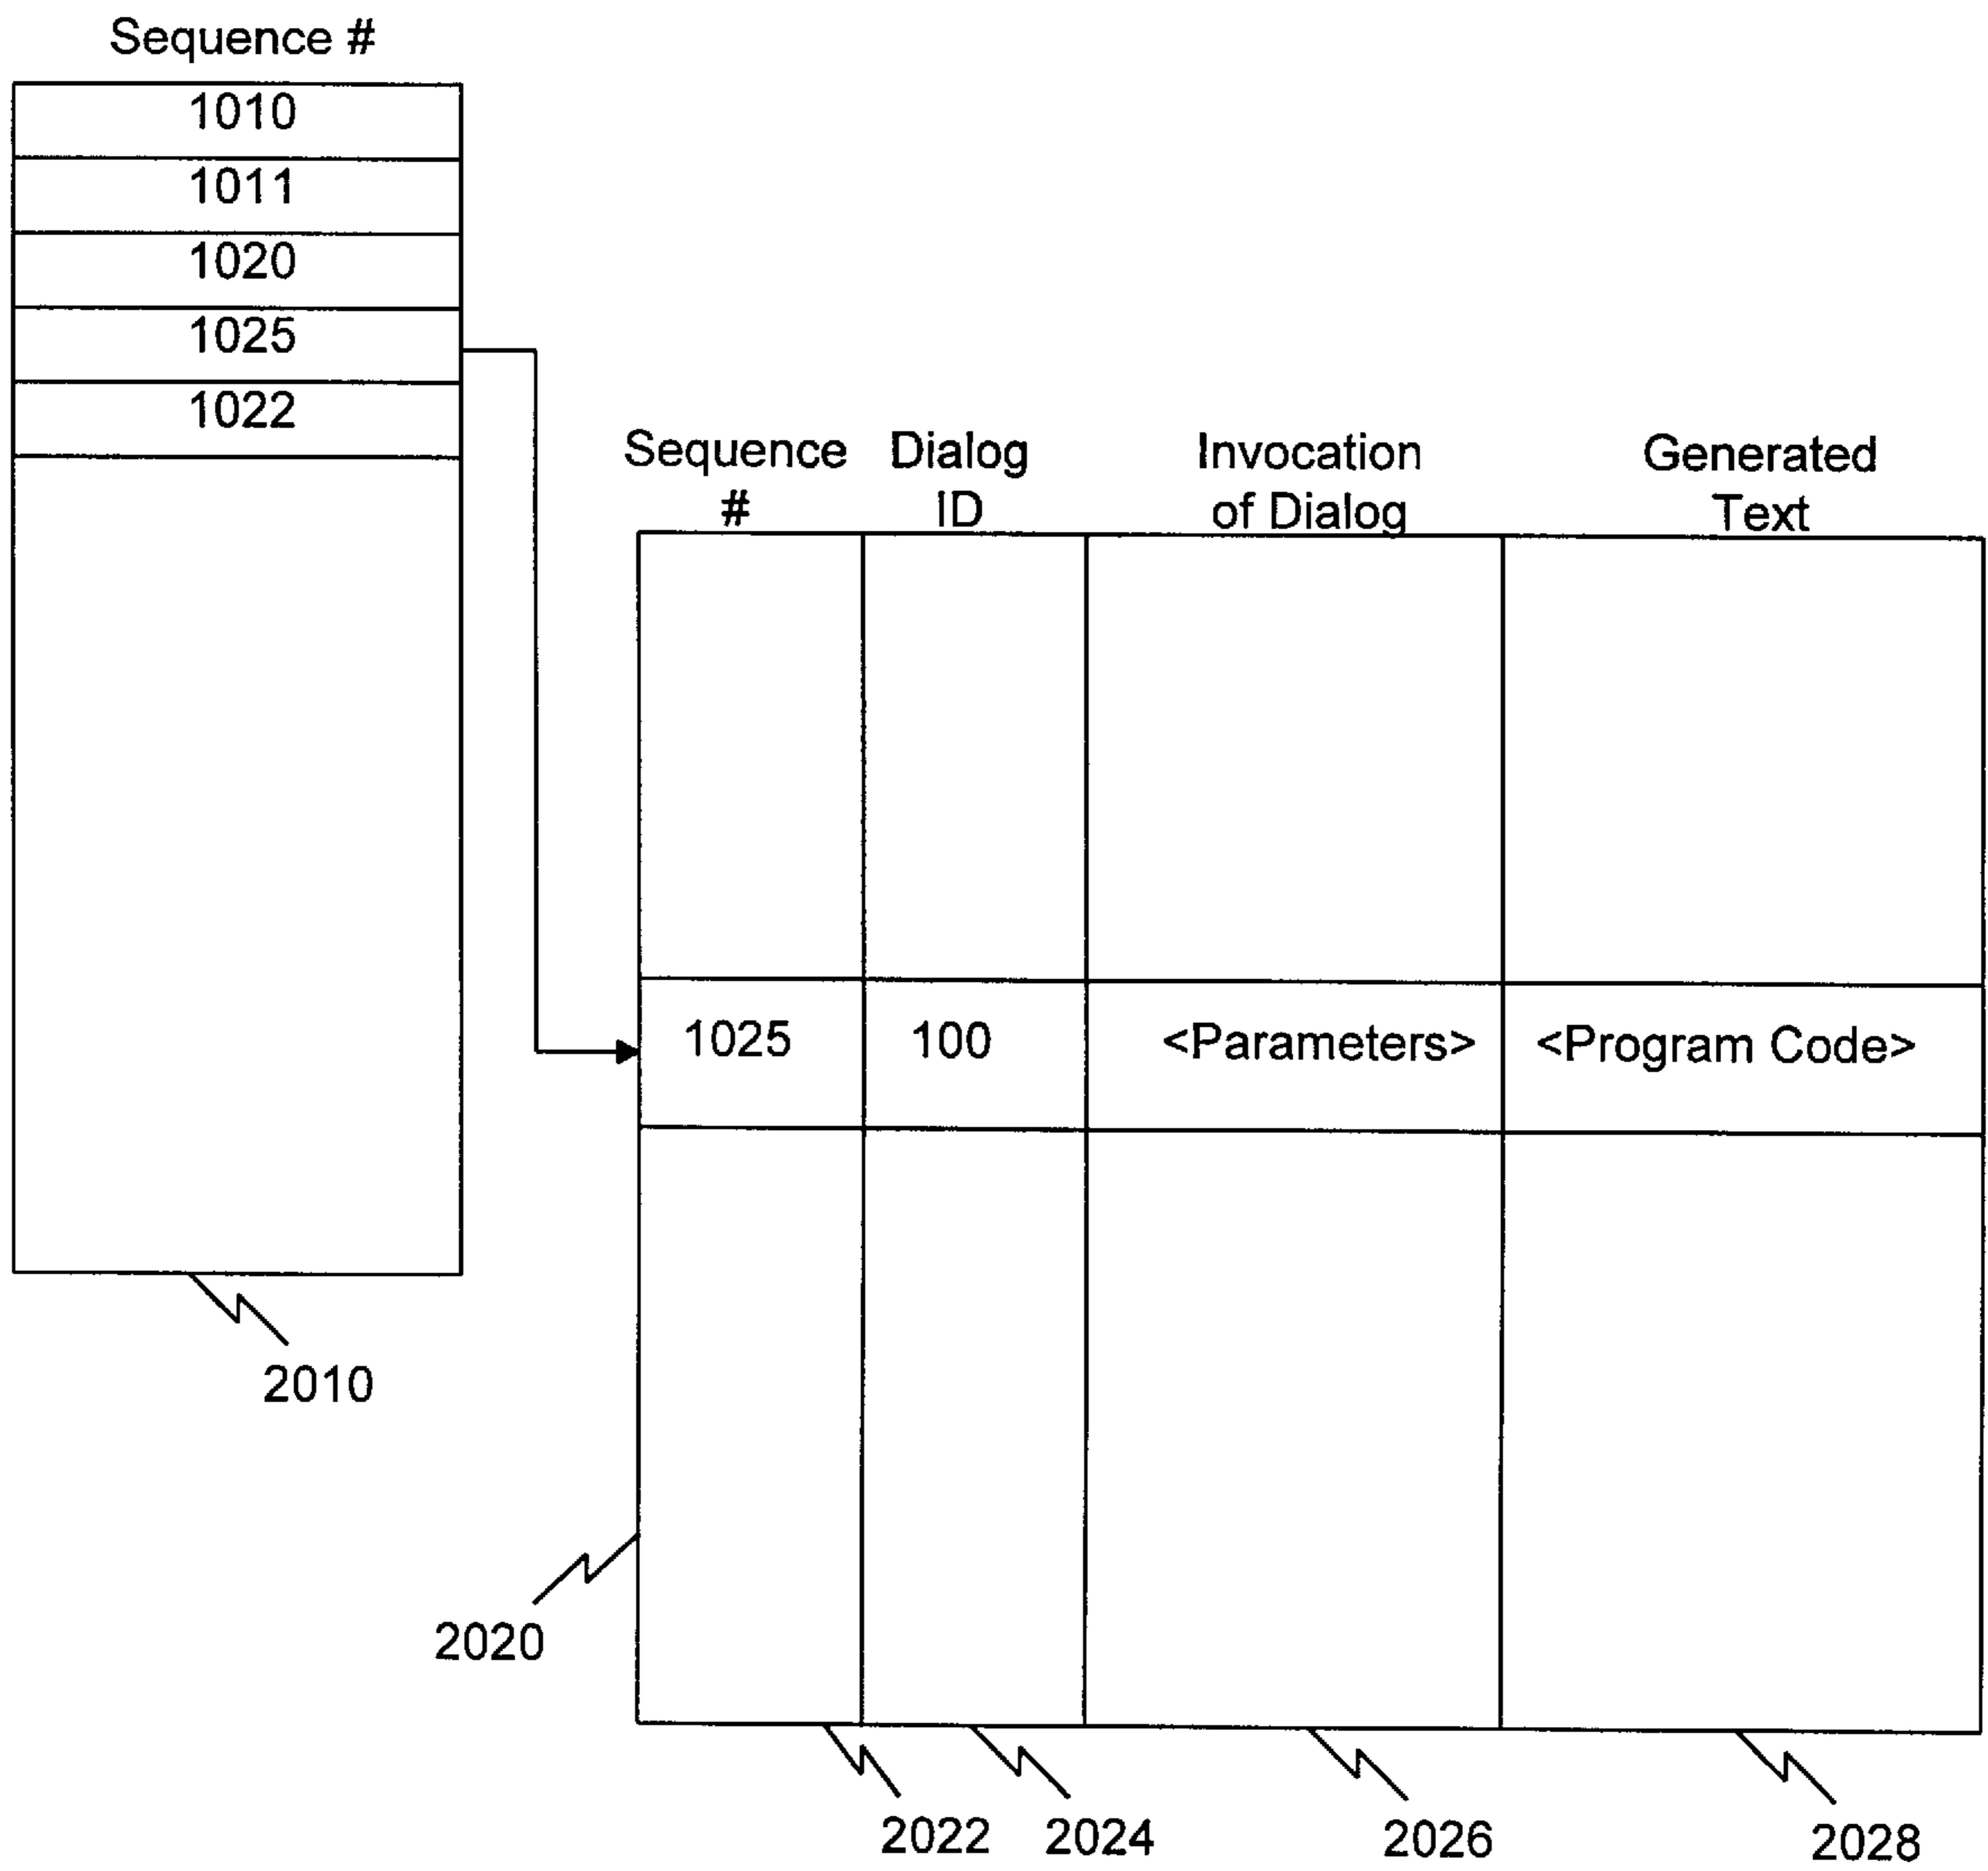 Sequence #
1010
1011
1020
1025
1022
Sequence #
Dialog ID
Invocation of Dialog
Generated Text
1025 100 <Parameters> <Program Code>
2010
2020
2022 2024 2026 2028